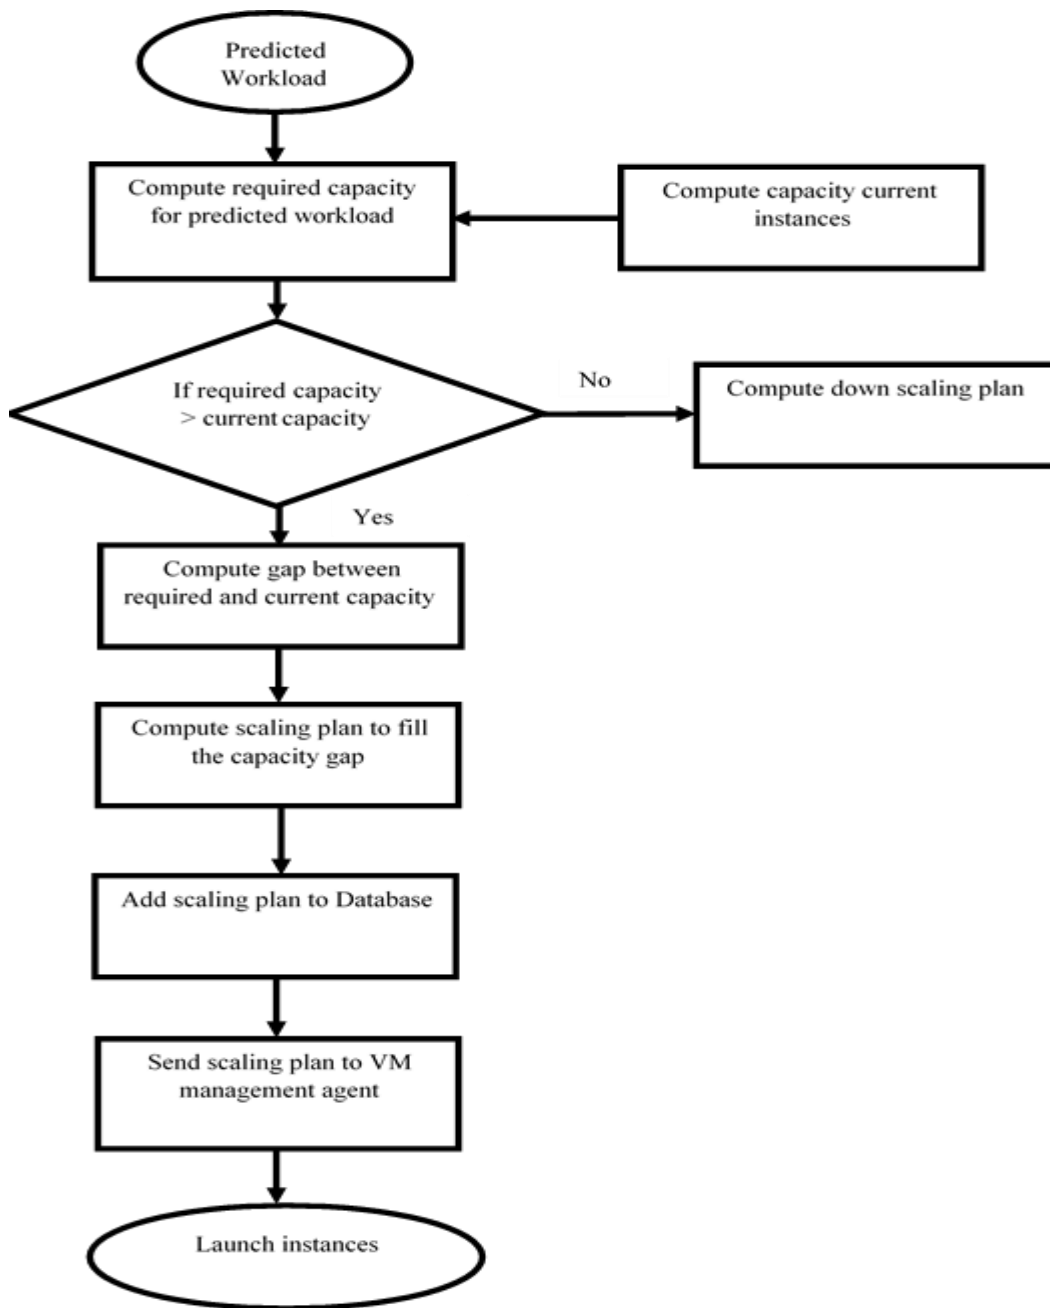 Predicted
Workload
Compute required capacity
for predicted workload
Compute capacity current
instances
If required capacity
> current capacity
No
Compute down scaling plan
Yes
Compute gap between
required and current capacity
Compute scaling plan to fill
the capacity gap
Add scaling plan to Database
Send scaling plan to VM
management agent
Launch instances